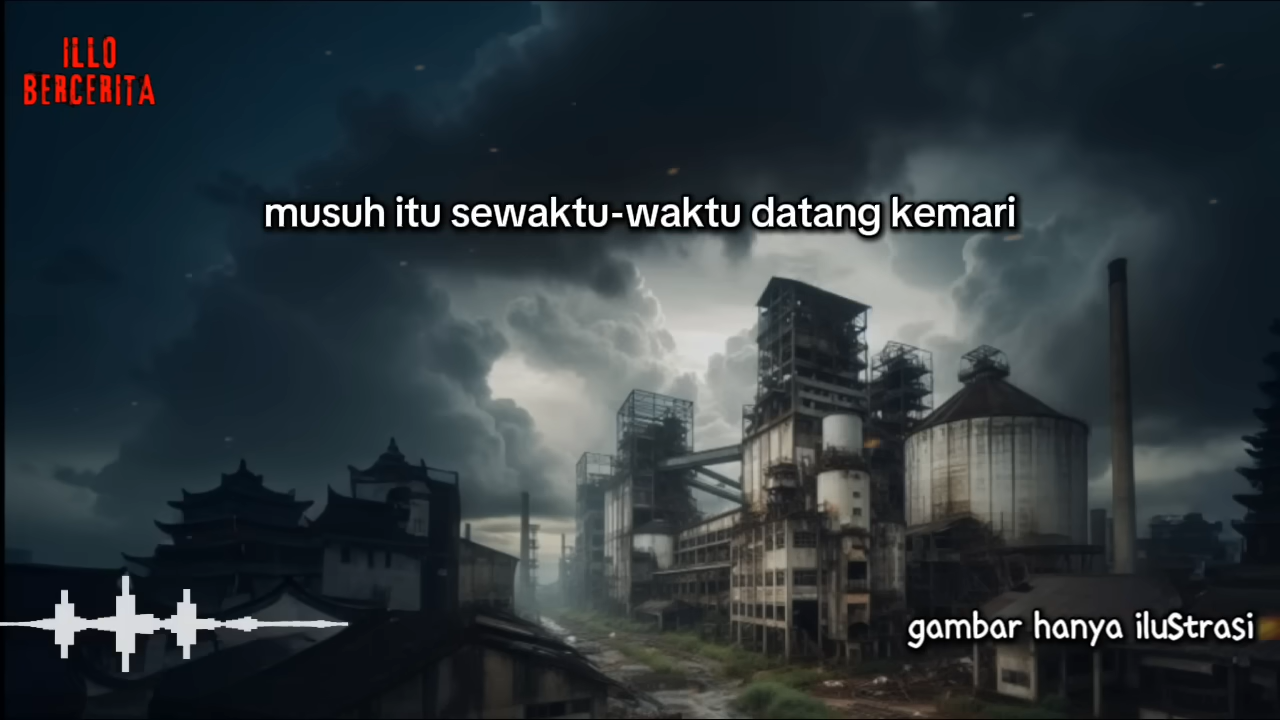 ILLO
BERCERITA
musuh itu sewaktu-waktu datang kemari
gambar hanya iluStrasi